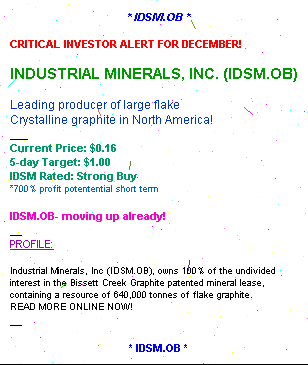 * IDSM.OB *
CRITICAL INVESTOR ALERT FOR DECEMBER!
INDUSTRIAL MINERALS, INC. (IDSM.OB)
Leading producer of large flake
Crystalline graphite in North America!
Current Price: $0.16
5-day Target: $1.00
IDSM Rated: Strong Buy
*700% profit potentential short term
IDSM.OB- moving up already!
PROFILE:
Industrial Minerals, Inc (IDSM.OB), owns 100% of the undivided
interest in the Bissett Creek Graphite patented mineral lease,
containing a resource of 640,000 tonnes of flake graphite.
READ MORE ONLINE NOW!
* IDSM.OB *